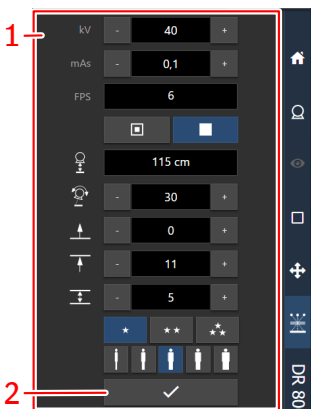 1
kV - 40 +
mAs - 0,1 +
FPS 6
115 cm
- 30 +
- 0 +
- 11 +
- 5 +
2
DR 80